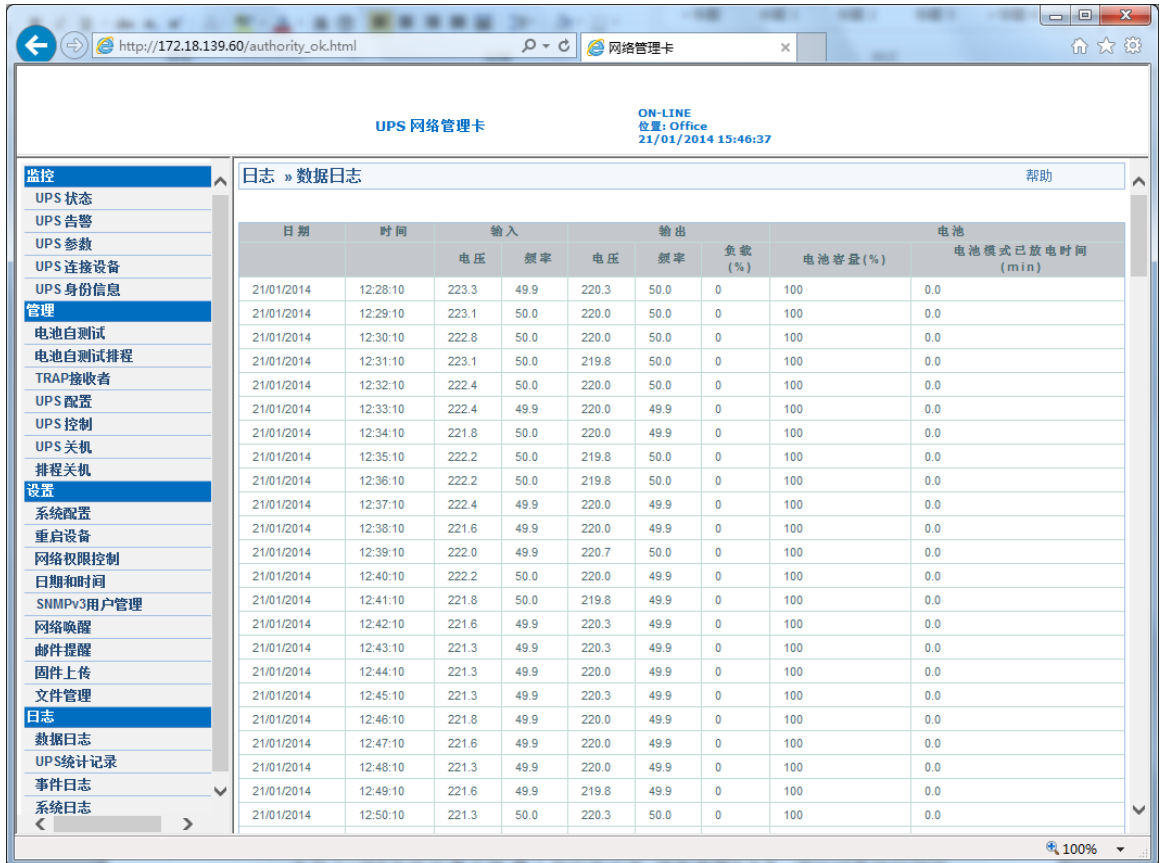 http://172.18.139.60/authority_ok.html
网络管理卡
UPS 网络管理卡
ON-LINE
位置: Office
21/01/2014 15:46:37
监控
UPS 状态
UPS 告警
UPS 参数
UPS 连接设备
UPS 身份信息
管理
电池自测试
电池自测试排程
TRAP接收者
UPS 配置
UPS 控制
UPS 关机
排程关机
设置
系统配置
重启设备
网络权限控制
日期和时间
SNMPv3用户管理
网络唤醒
邮件提醒
固件上传
文件管理
日志
数据日志
UPS统计记录
事件日志
系统日志
日志 » 数据日志 帮助
日期 时间 输入 输出 电池
电压 频率 电压 频率 负载(%) 电池容量(%) 电池模式已放电时间(min)
21/01/2014 12:28:10 223.3 49.9 220.3 50.0 0 100 0.0
21/01/2014 12:29:10 223.1 50.0 220.0 50.0 0 100 0.0
21/01/2014 12:30:10 222.8 50.0 220.0 50.0 0 100 0.0
21/01/2014 12:31:10 223.1 50.0 219.8 50.0 0 100 0.0
21/01/2014 12:32:10 222.4 50.0 220.0 50.0 0 100 0.0
21/01/2014 12:33:10 222.4 49.9 220.0 49.9 0 100 0.0
21/01/2014 12:34:10 221.8 50.0 220.0 49.9 0 100 0.0
21/01/2014 12:35:10 222.2 50.0 219.8 50.0 0 100 0.0
21/01/2014 12:36:10 222.2 50.0 219.8 50.0 0 100 0.0
21/01/2014 12:37:10 222.4 49.9 220.0 49.9 0 100 0.0
21/01/2014 12:38:10 221.6 49.9 220.0 49.9 0 100 0.0
21/01/2014 12:39:10 222.0 49.9 220.7 50.0 0 100 0.0
21/01/2014 12:40:10 222.2 50.0 220.0 49.9 0 100 0.0
21/01/2014 12:41:10 221.8 50.0 219.8 49.9 0 100 0.0
21/01/2014 12:42:10 221.6 49.9 220.3 49.9 0 100 0.0
21/01/2014 12:43:10 221.3 49.9 220.3 49.9 0 100 0.0
21/01/2014 12:44:10 221.3 49.9 220.0 49.9 0 100 0.0
21/01/2014 12:45:10 221.3 49.9 220.3 49.9 0 100 0.0
21/01/2014 12:46:10 221.8 49.9 220.0 49.9 0 100 0.0
21/01/2014 12:47:10 221.6 49.9 220.0 49.9 0 100 0.0
21/01/2014 12:48:10 221.3 49.9 220.0 49.9 0 100 0.0
21/01/2014 12:49:10 221.6 49.9 219.8 49.9 0 100 0.0
21/01/2014 12:50:10 221.3 50.0 220.3 50.0 0 100 0.0
100%